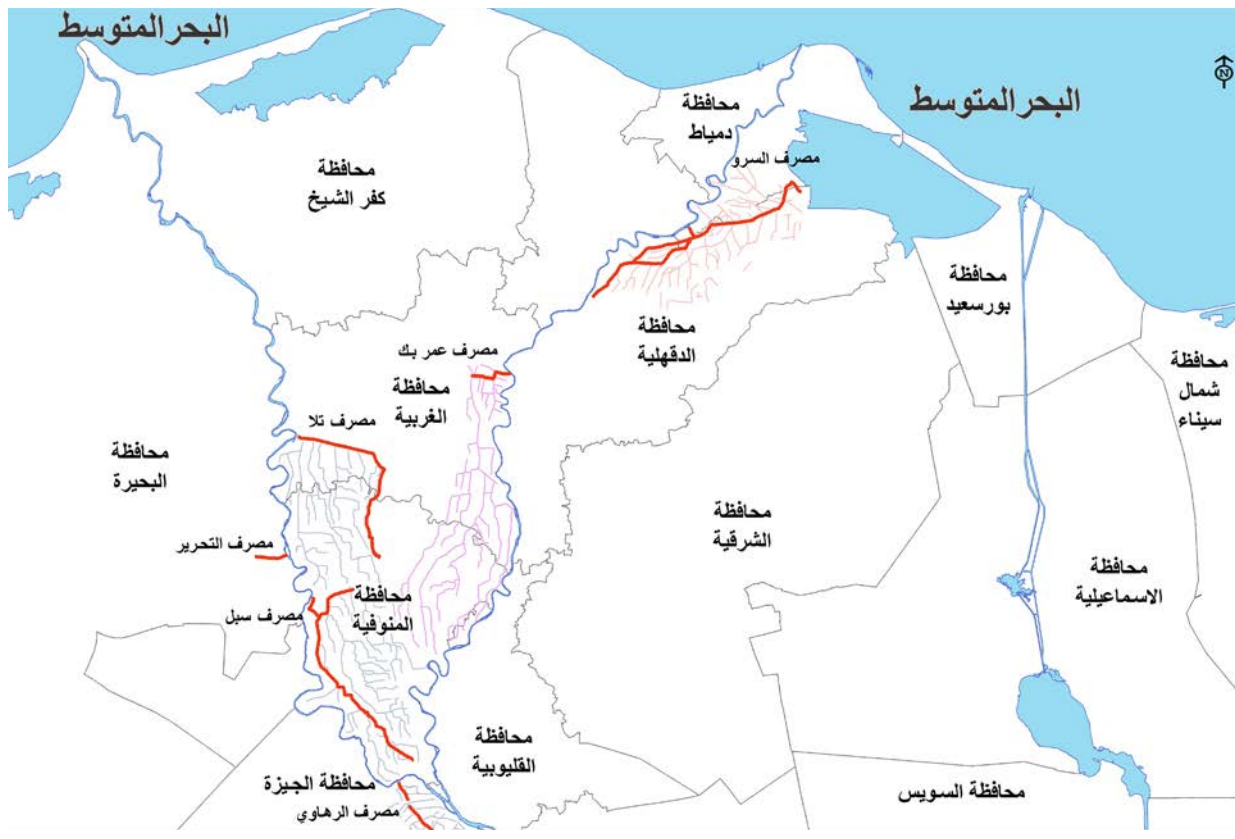 البحر المتوسط
البحر المتوسط
N
محافظة
دمياط
مصرف السرو
محافظة
كفر الشيخ
محافظة
بورسعيد
محافظة
الدقهلية
محافظة
شمال
سيناء
مصرف عمر بك
محافظة
الغربية
مصرف تلا
محافظة
البحيرة
محافظة
الشرقية
مصرف التحرير
محافظة
الاسماعيلية
محافظة
المنوفية
مصرف سبل
محافظة
القليوبية
محافظة الجيزة
محافظة السويس
مصرف الرهاوي